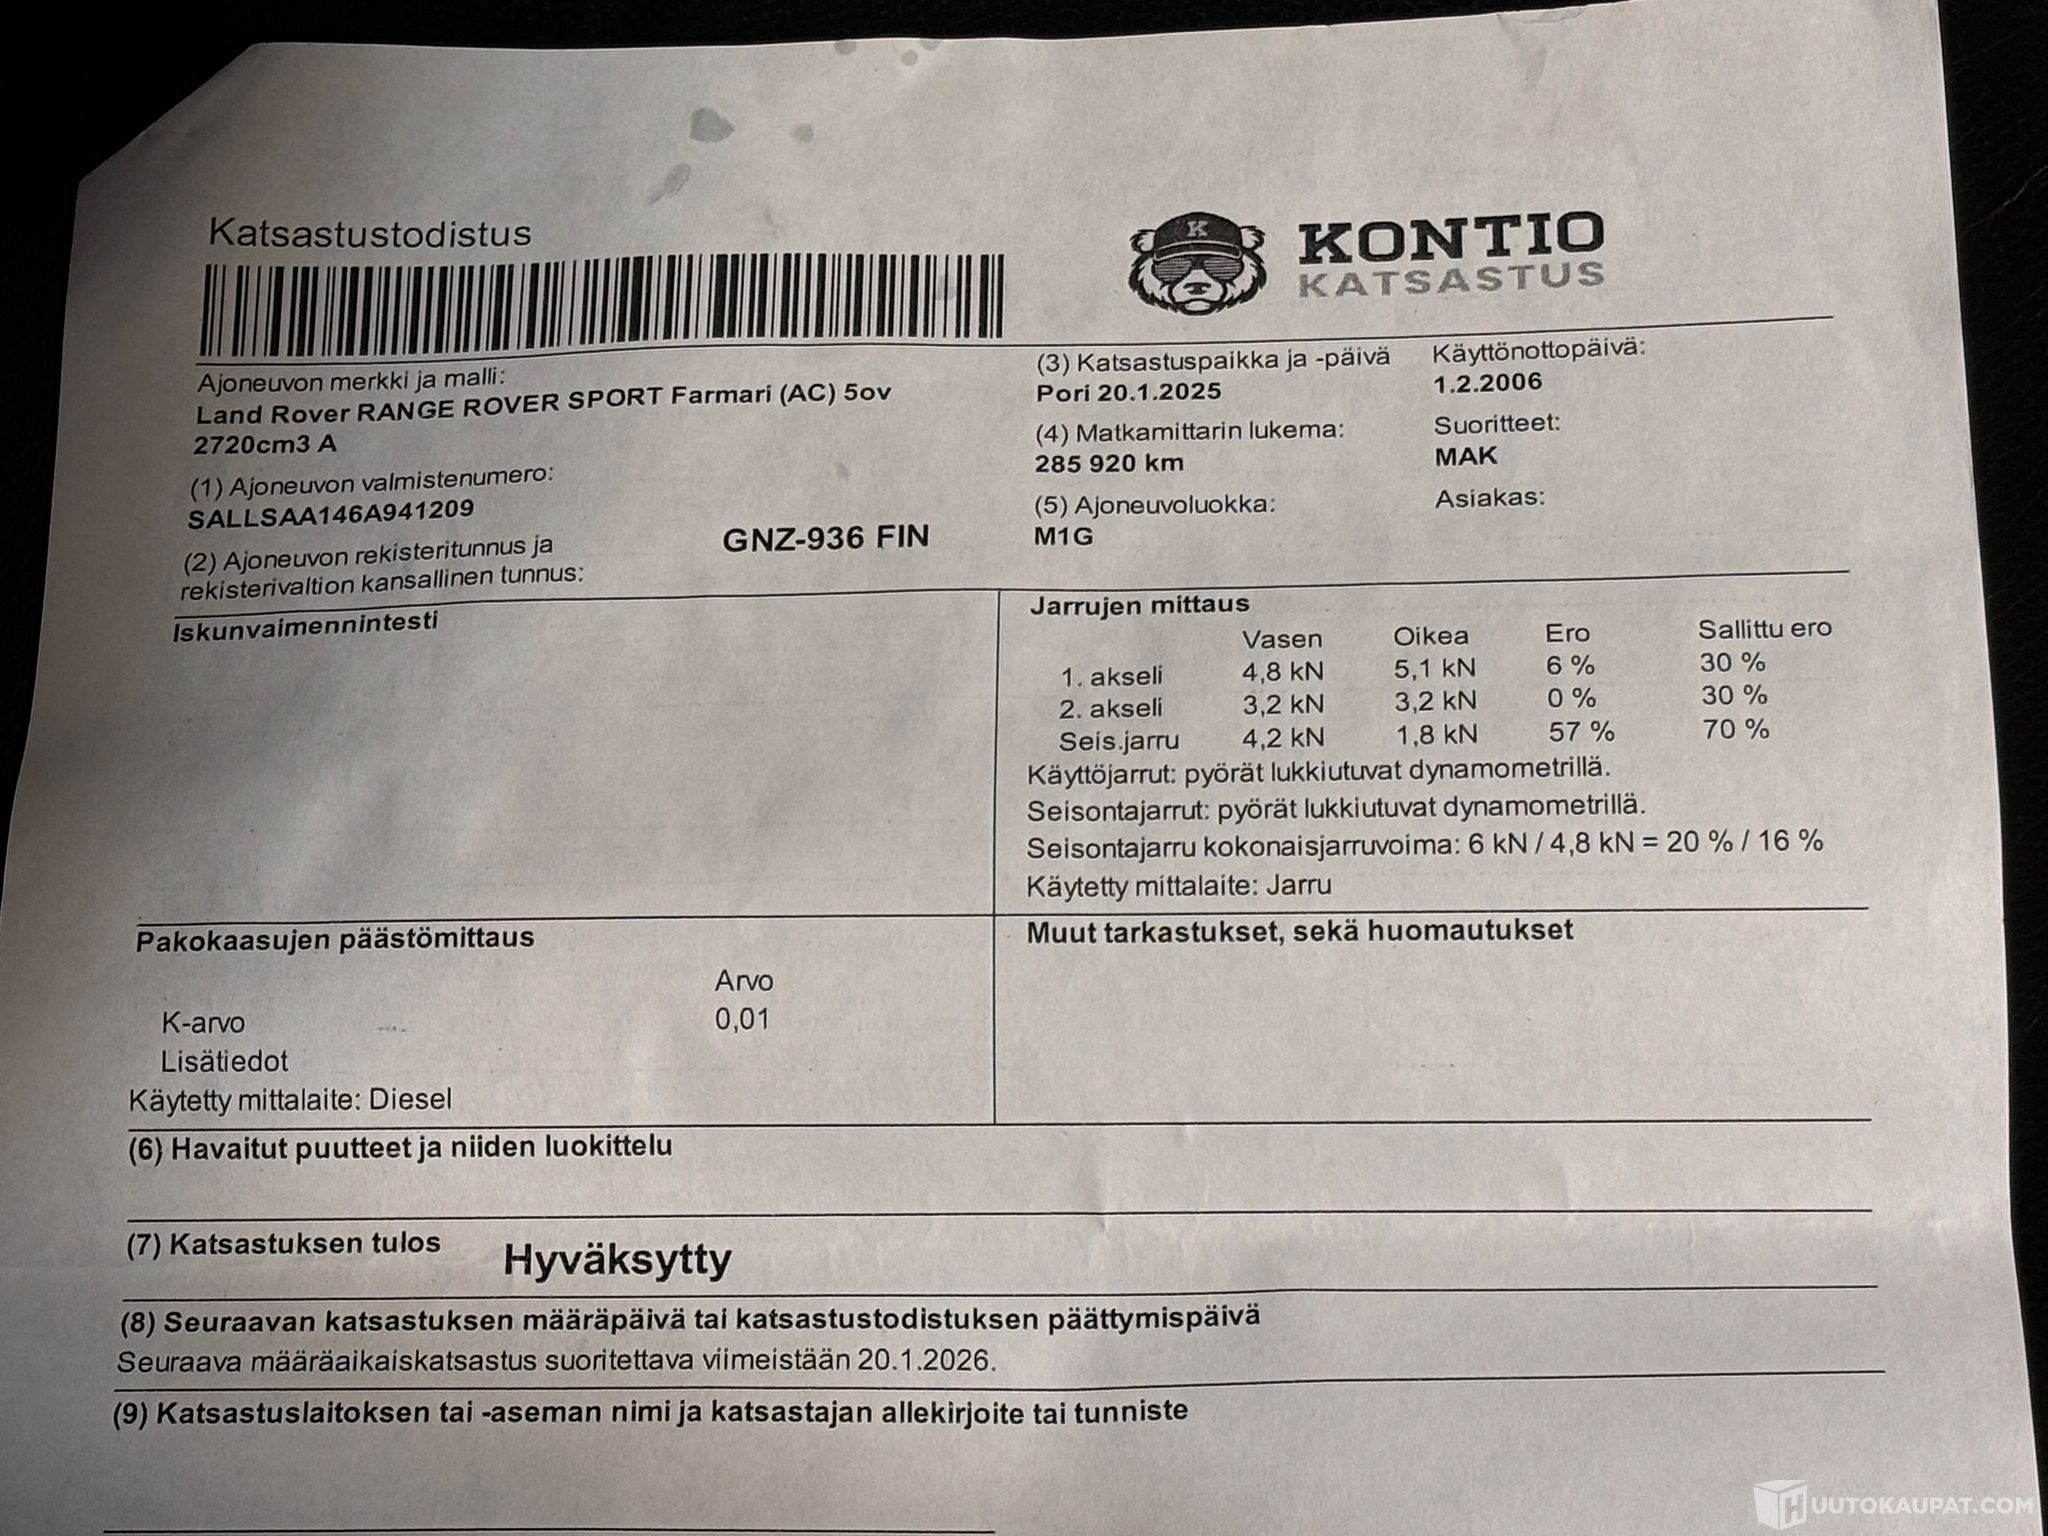 Katsastustodistus
K
KONTIO
KATSASTUS
Ajoneuvon merkki ja malli:
Land Rover RANGE ROVER SPORT Farmari (AC) 5ov
2720cm3 A
(1) Ajoneuvon valmistenumero:
SALLSAA146A941209
(2) Ajoneuvon rekisteritunnus ja
rekisterivaltion kansallinen tunnus:
GNZ-936 FIN
(3) Katsastuspaikka ja -päivä
Pori 20.1.2025
(4) Matkamittarin lukema:
285 920 km
(5) Ajoneuvoluokka:
M1G
Käyttönottopäivä:
1.2.2006
Suoritteet:
MAK
Asiakas:
Iskunvaimennintesti
Jarrujen mittaus
Vasen Oikea Ero Sallittu ero
1. akseli 4,8 kN 5,1 kN 6 % 30 %
2. akseli 3,2 kN 3,2 kN 0 % 30 %
Seis.jarru 4,2 kN 1,8 kN 57 % 70 %
Käyttöjarrut: pyörät lukkiutuvat dynamometrillä.
Seisontajarrut: pyörät lukkiutuvat dynamometrillä.
Seisontajarru kokonaisjarruvoima: 6 kN / 4,8 kN = 20 % / 16 %
Käytetty mittalaite: Jarru
Pakokaasujen päästömittaus
Arvo
K-arvo 0,01
Lisätiedot
Käytetty mittalaite: Diesel
Muut tarkastukset, sekä huomautukset
(6) Havaitut puutteet ja niiden luokittelu
(7) Katsastuksen tulos Hyväksytty
(8) Seuraavan katsastuksen määräpäivä tai katsastustodistuksen päättymispäivä
Seuraava määräaikaiskatsastus suoritettava viimeistään 20.1.2026.
(9) Katsastuslaitoksen tai -aseman nimi ja katsastajan allekirjoite tai tunniste
HUUTOKAUPAT.COM